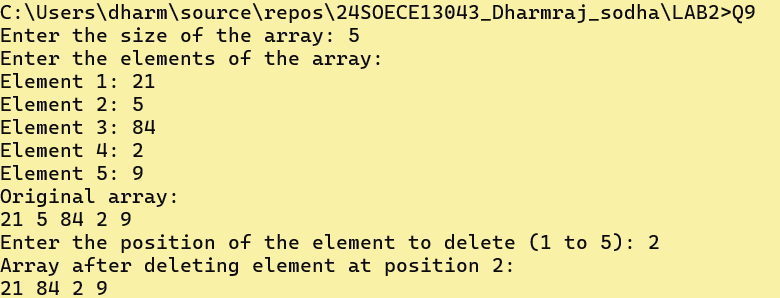 C:\Users\dharm\source\repos\24SOECE13043_Dharmraj_sodha\LAB2>Q9
Enter the size of the array: 5
Enter the elements of the array:
Element 1: 21
Element 2: 5
Element 3: 84
Element 4: 2
Element 5: 9
Original array:
21 5 84 2 9
Enter the position of the element to delete (1 to 5): 2
Array after deleting element at position 2:
21 84 2 9